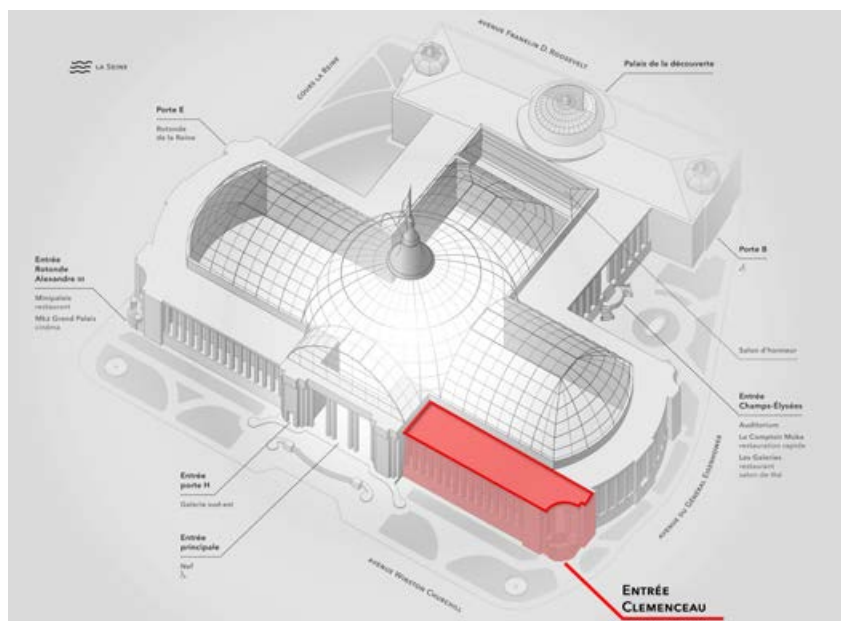 AVENUE FRANKLIN D. ROOSEVELT
LA SEINE
COURS LA REINE
Palais de la découverte
Porte E
Rotonde
de la Reine
Entrée
Rotonde
Alexandre III
Minipalais
restaurant
Mk2 Grand Palais
cinéma
Porte B
Salon d'honneur
Entrée
Champs-Élysées
Auditorium
Le Comptoir Moka
restauration rapide
Les Galeries
restaurant
salon de thé
Entrée
porte H
Galerie sud-est
Entrée
principale
Nef
AVENUE WINSTON CHURCHILL
AVENUE DU GÉNÉRAL EISENHOWER
ENTRÉE
CLEMENCEAU